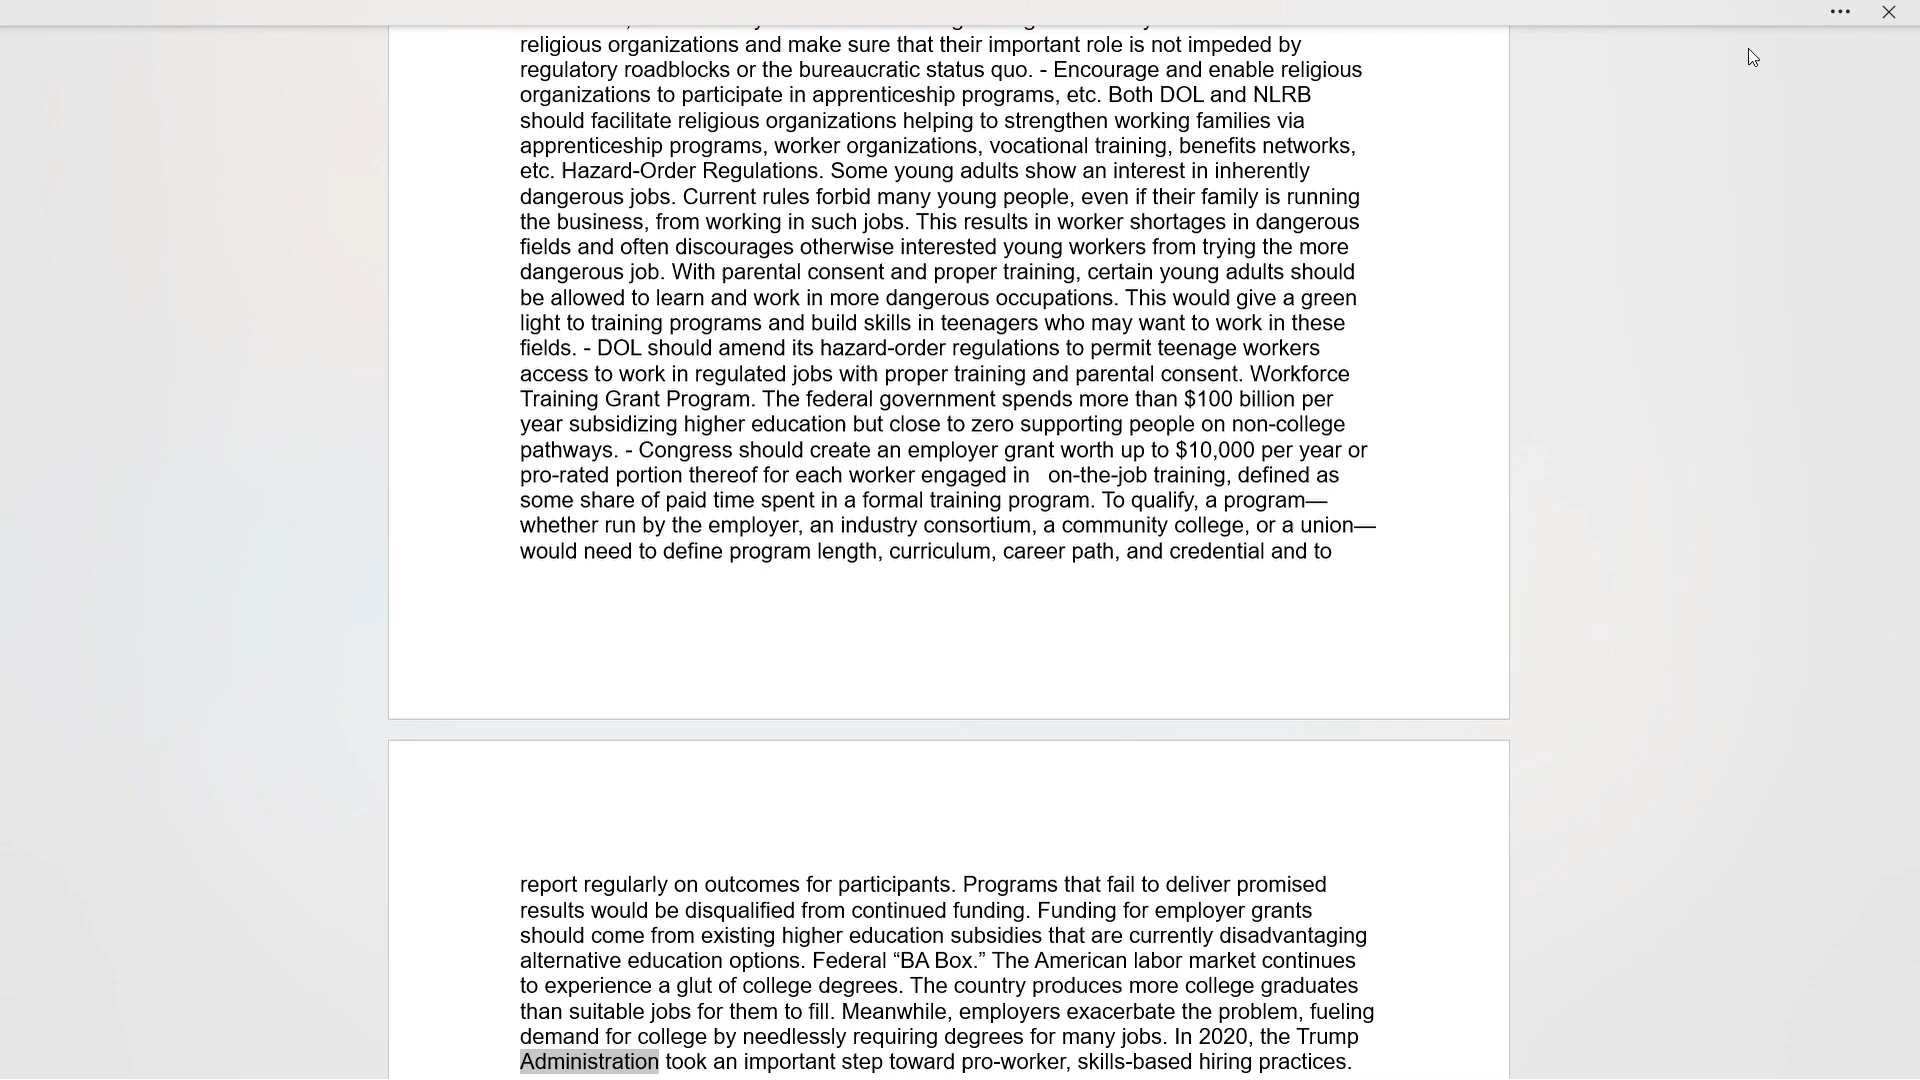 religious organizations and make sure that their important role is not impeded by
regulatory roadblocks or the bureaucratic status quo. - Encourage and enable religious
organizations to participate in apprenticeship programs, etc. Both DOL and NLRB
should facilitate religious organizations helping to strengthen working families via
apprenticeship programs, worker organizations, vocational training, benefits networks,
etc. Hazard-Order Regulations. Some young adults show an interest in inherently
dangerous jobs. Current rules forbid many young people, even if their family is running
the business, from working in such jobs. This results in worker shortages in dangerous
fields and often discourages otherwise interested young workers from trying the more
dangerous job. With parental consent and proper training, certain young adults should
be allowed to learn and work in more dangerous occupations. This would give a green
light to training programs and build skills in teenagers who may want to work in these
fields. - DOL should amend its hazard-order regulations to permit teenage workers
access to work in regulated jobs with proper training and parental consent. Workforce
Training Grant Program. The federal government spends more than $100 billion per
year subsidizing higher education but close to zero supporting people on non-college
pathways. - Congress should create an employer grant worth up to $10,000 per year or
pro-rated portion thereof for each worker engaged in   on-the-job training, defined as
some share of paid time spent in a formal training program. To qualify, a program—
whether run by the employer, an industry consortium, a community college, or a union—
would need to define program length, curriculum, career path, and credential and to
report regularly on outcomes for participants. Programs that fail to deliver promised
results would be disqualified from continued funding. Funding for employer grants
should come from existing higher education subsidies that are currently disadvantaging
alternative education options. Federal “BA Box.” The American labor market continues
to experience a glut of college degrees. The country produces more college graduates
than suitable jobs for them to fill. Meanwhile, employers exacerbate the problem, fueling
demand for college by needlessly requiring degrees for many jobs. In 2020, the Trump
Administration took an important step toward pro-worker, skills-based hiring practices.